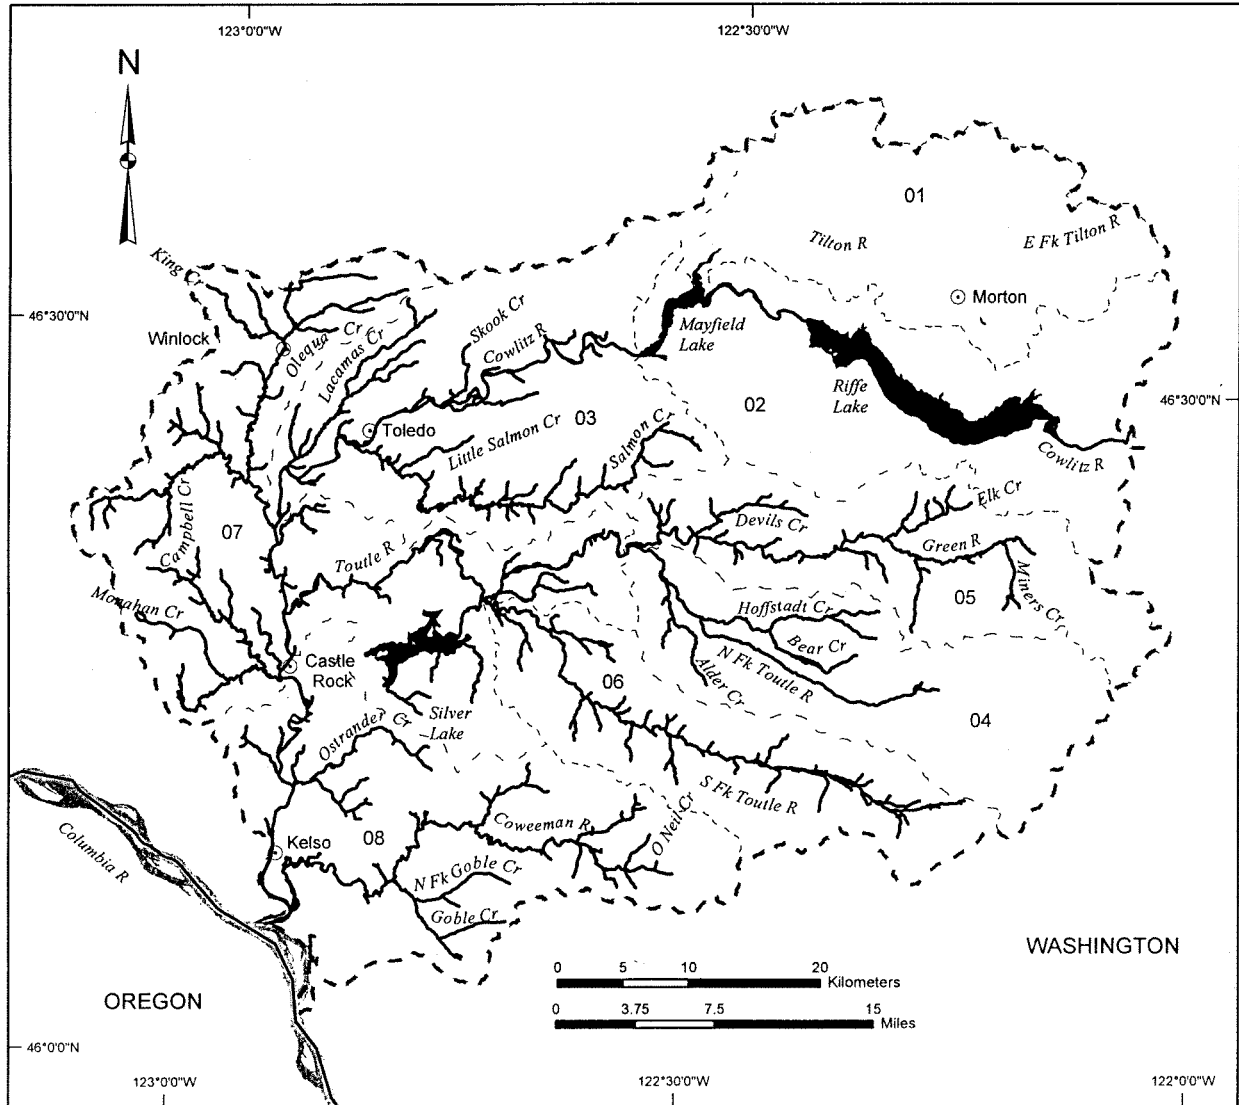 123°0'0"W
122°30'0"W
N
01
Tilton R
E Fk Tilton R
King Cr
Morton
46°30'0"N
Winlock
Olequa Cr
Lacamas Cr
Skook Cr
Cowlitz R
Mayfield
Lake
Riffe
Lake
46°30'0"N
02
03
Toledo
Little Salmon Cr
Salmon Cr
Cowlitz R
Campbell Cr
07
Toutle R
Devils Cr
Elk Cr
Green R
Miners Cr
05
Monahan Cr
Hoffstadt Cr
Bear Cr
N Fk Toutle R
Alder Cr
Castle
Rock
06
04
Silver
Lake
Ostrander Cr
S Fk Toutle R
Columbia R
Kelso
08
Coweeman R
O Neil Cr
N Fk Goble Cr
Goble Cr
WASHINGTON
OREGON
0 5 10 20
Kilometers
0 3.75 7.5 15
Miles
46°0'0"N
123°0'0"W
122°30'0"W
122°0'0"W